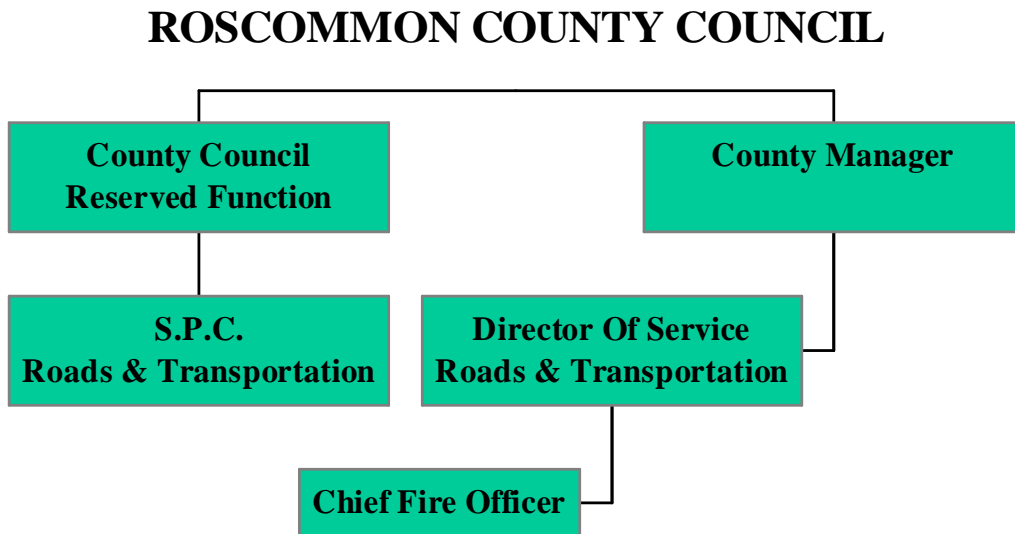 ROSCOMMON COUNTY COUNCIL
County Council
Reserved Function
County Manager
S.P.C.
Roads & Transportation
Director Of Service
Roads & Transportation
Chief Fire Officer